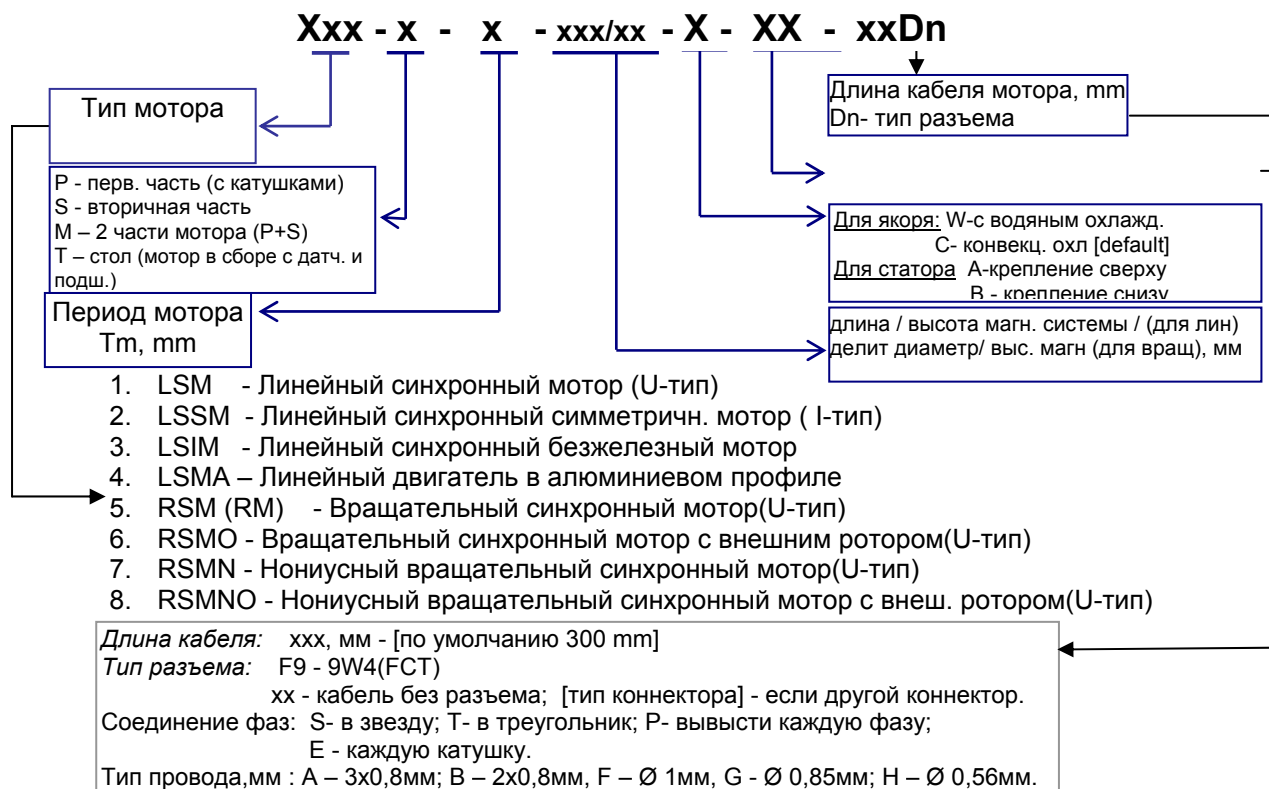 Xxx - x - x - xxx/xx - X - XX - xxDn
Тип мотора
Длина кабеля мотора, mm
Dn- тип разъема
P - перв. часть (с катушками)
S - вторичная часть
M – 2 части мотора (P+S)
T – стол (мотор в сборе с датч. и
подш.)
Для якоря: W-с водяным охлажд.
C- конвекц. охл [default]
Для статора А-крепление сверху
В - крепление снизу
Период мотора
Tm, mm
длина / высота магн. системы / (для лин)
делит диаметр/ выс. магн (для вращ), мм
1. LSM - Линейный синхронный мотор (U-тип)
2. LSSM - Линейный синхронный симметричн. мотор ( I-тип)
3. LSIM - Линейный синхронный безжелезный мотор
4. LSMA – Линейный двигатель в алюминиевом профиле
5. RSM (RM) - Вращательный синхронный мотор(U-тип)
6. RSMO - Вращательный синхронный мотор с внешним ротором(U-тип)
7. RSMN - Нониусный вращательный синхронный мотор(U-тип)
8. RSMNO - Нониусный вращательный синхронный мотор с внеш. ротором(U-тип)
Длина кабеля: xxx, мм - [по умолчанию 300 mm]
Тип разъема: F9 - 9W4(FCT)
xx - кабель без разъема; [тип коннектора] - если другой коннектор.
Соединение фаз: S- в звезду; T- в треугольник; P- вывысти каждую фазу;
E - каждую катушку.
Тип провода,мм : A – 3x0,8мм; B – 2x0,8мм, F – Ø 1мм, G - Ø 0,85мм; H – Ø 0,56мм.